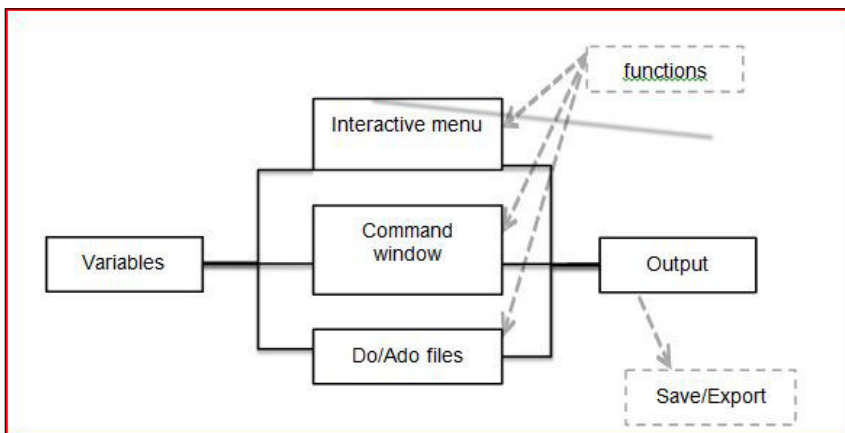 functions
Interactive menu
Command
window
Variables
Output
Do/Ado files
Save/Export